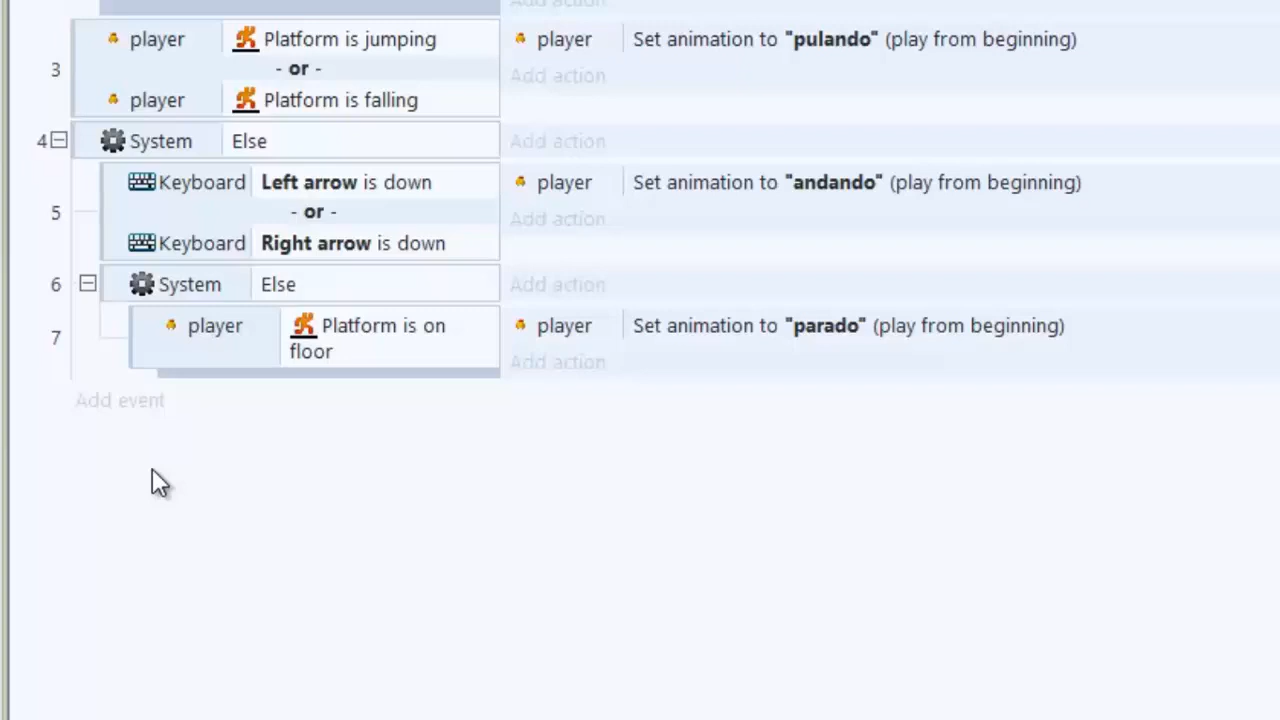 Add action
player Platform is jumping player Set animation to "pulando" (play from beginning)
3 - or - Add action
player Platform is falling
4 System Else Add action
Keyboard Left arrow is down player Set animation to "andando" (play from beginning)
5 - or - Add action
Keyboard Right arrow is down
6 System Else Add action
player Platform is on player Set animation to "parado" (play from beginning)
7 floor Add action
Add event